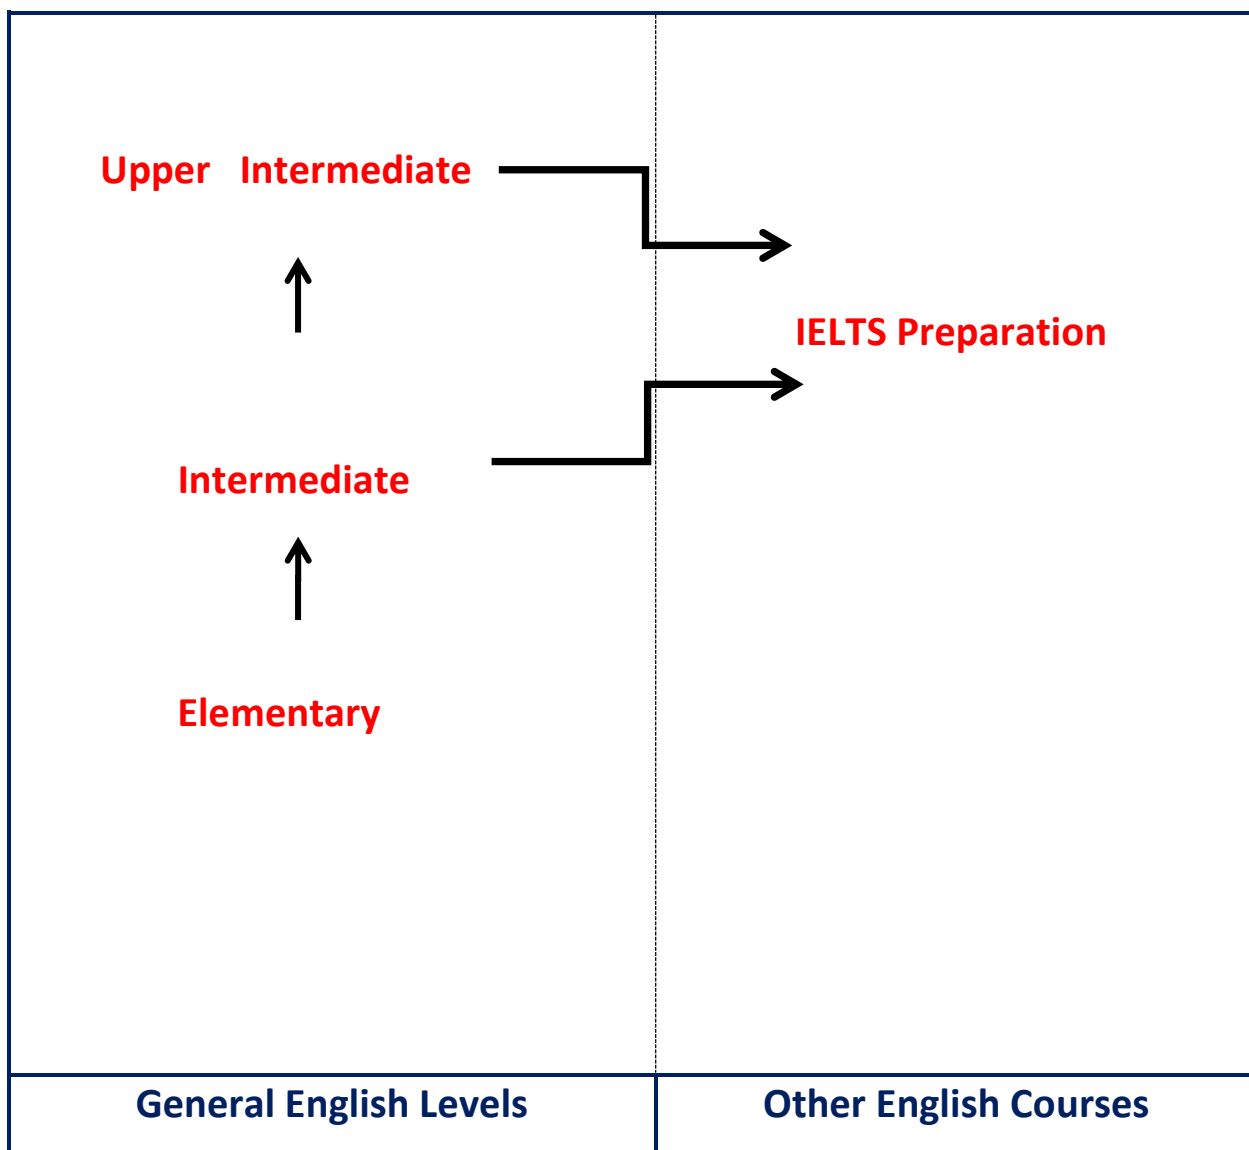 Upper Intermediate
IELTS Preparation
Intermediate
Elementary
General English Levels
Other English Courses